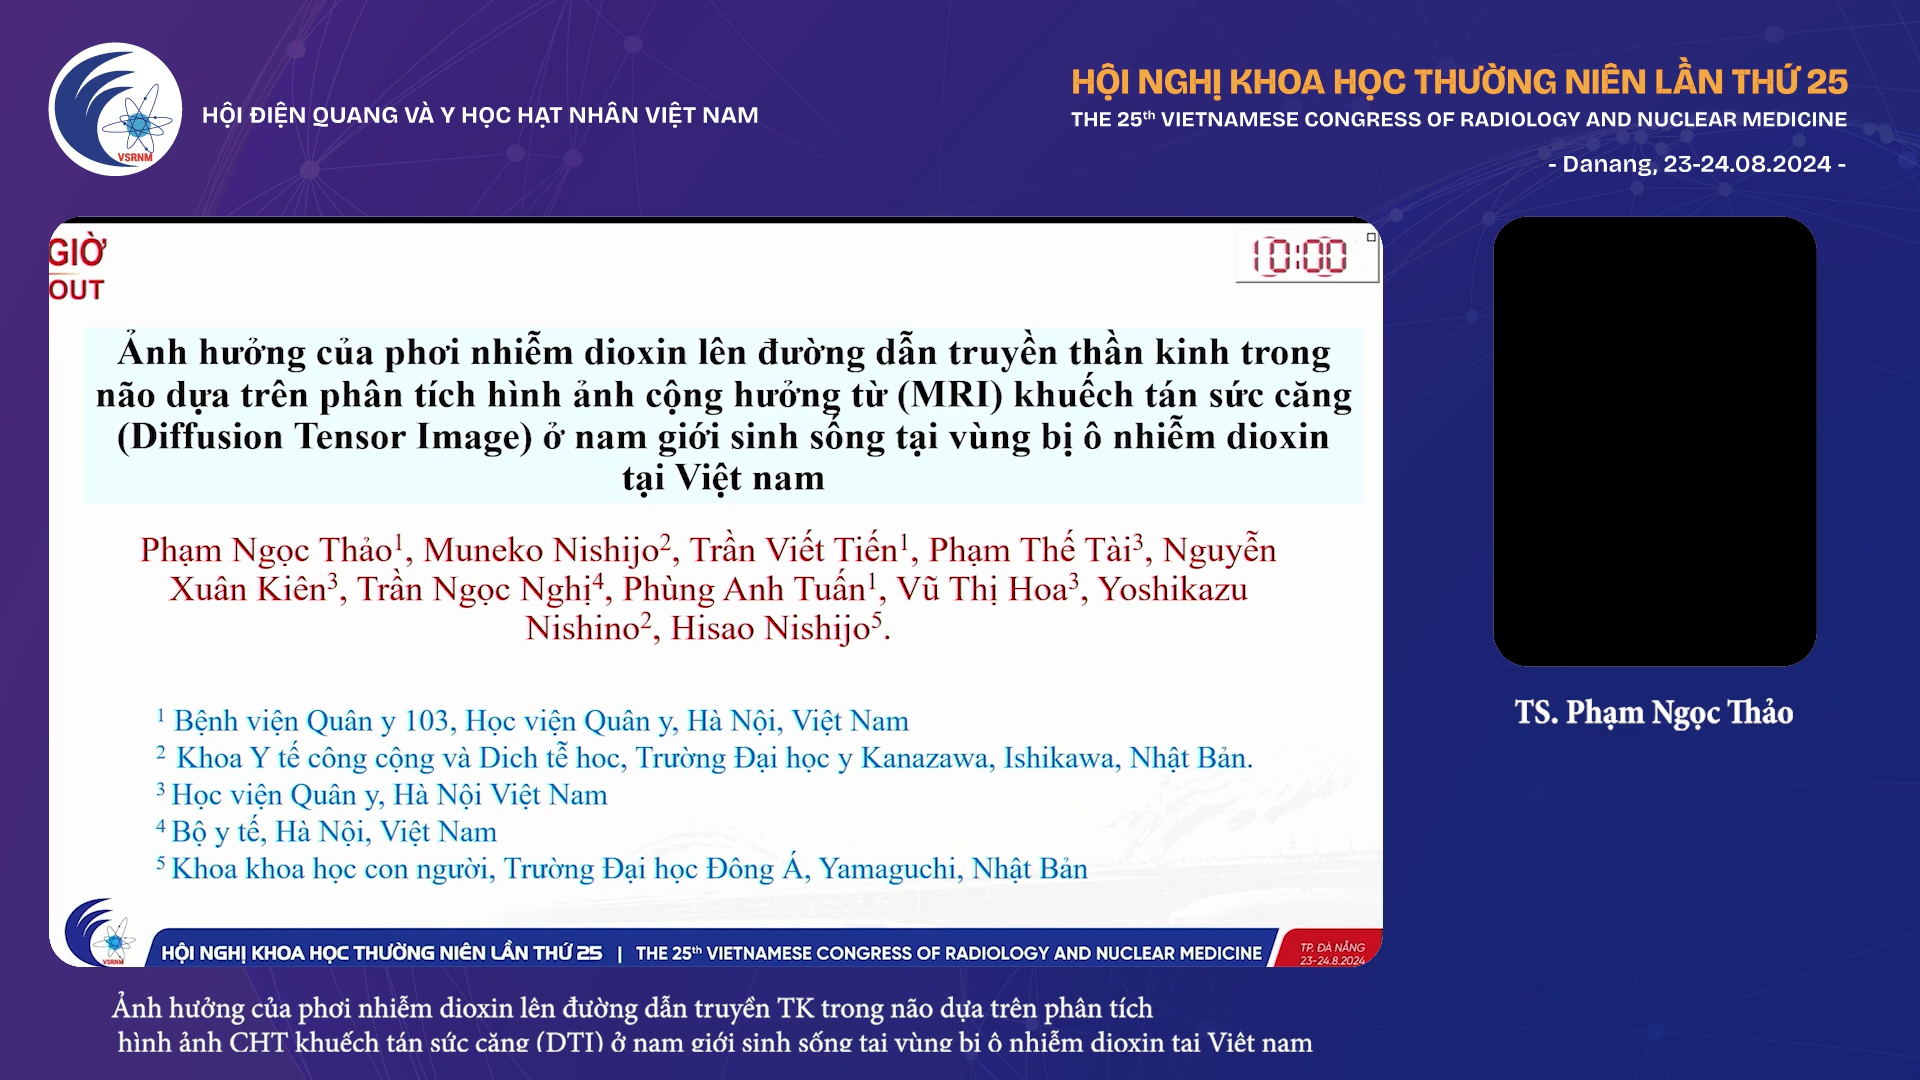 HỘI ĐIỆN QUANG VÀ Y HỌC HẠT NHÂN VIỆT NAM
VSRNM
HỘI NGHỊ KHOA HỌC THƯỜNG NIÊN LẦN THỨ 25
THE 25th VIETNAMESE CONGRESS OF RADIOLOGY AND NUCLEAR MEDICINE
- Danang, 23-24.08.2024 -
GIỜ
OUT
10:00
Ảnh hưởng của phơi nhiễm dioxin lên đường dẫn truyền thần kinh trong
não dựa trên phân tích hình ảnh cộng hưởng từ (MRI) khuếch tán sức căng
(Diffusion Tensor Image) ở nam giới sinh sống tại vùng bị ô nhiễm dioxin
tại Việt nam
Phạm Ngọc Thảo1, Muneko Nishijo2, Trần Viết Tiến1, Phạm Thế Tài3, Nguyễn
Xuân Kiên3, Trần Ngọc Nghị4, Phùng Anh Tuấn1, Vũ Thị Hoa3, Yoshikazu
Nishino2, Hisao Nishijo5.
1 Bệnh viện Quân y 103, Học viện Quân y, Hà Nội, Việt Nam
2 Khoa Y tế công cộng và Dich tễ hoc, Trường Đại học y Kanazawa, Ishikawa, Nhật Bản.
3 Học viện Quân y, Hà Nội Việt Nam
4 Bộ y tế, Hà Nội, Việt Nam
5 Khoa khoa học con người, Trường Đại học Đông Á, Yamaguchi, Nhật Bản
VSRNM
HỘI NGHỊ KHOA HỌC THƯỜNG NIÊN LẦN THỨ 25 | THE 25th VIETNAMESE CONGRESS OF RADIOLOGY AND NUCLEAR MEDICINE
TP. ĐÀ NẴNG
23-24.8.2024
TS. Phạm Ngọc Thảo
Ảnh hưởng của phơi nhiễm dioxin lên đường dẫn truyền TK trong não dựa trên phân tích
hình ảnh CHT khuếch tán sức căng (DTI) ở nam giới sinh sống tại vùng bị ô nhiễm dioxin tại Việt nam